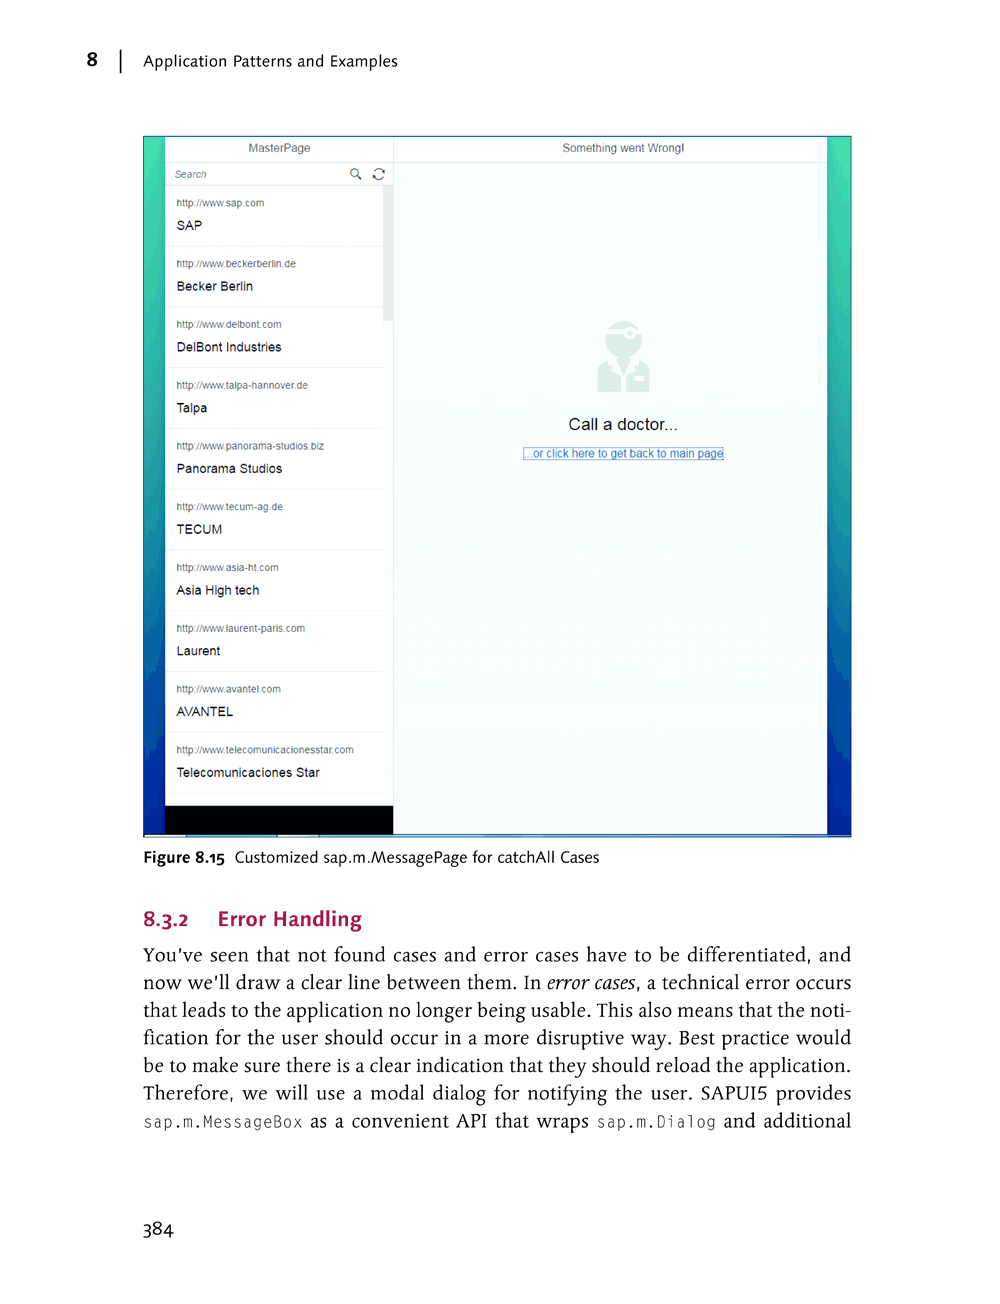 8 | Application Patterns and Examples
MasterPage
Search
http://www.sap.com
SAP
http://www.beckerberlin.de
Becker Berlin
http://www.delbont.com
DelBont Industries
http://www.talpa-hannover.de
Talpa
http://www.panorama-studios.biz
Panorama Studios
http://www.tecum-ag.de
TECUM
http://www.asia-ht.com
Asia High tech
http://www.laurent-paris.com
Laurent
http://www.avantel.com
AVANTEL
http://www.telecomunicacionesstar.com
Telecomunicaciones Star
Something went Wrong!
Call a doctor...
...or click here to get back to main page
Figure 8.15 Customized sap.m.MessagePage for catchAll Cases
8.3.2 Error Handling
You've seen that not found cases and error cases have to be differentiated, and
now we'll draw a clear line between them. In error cases, a technical error occurs
that leads to the application no longer being usable. This also means that the noti-
fication for the user should occur in a more disruptive way. Best practice would
be to make sure there is a clear indication that they should reload the application.
Therefore, we will use a modal dialog for notifying the user. SAPUI5 provides
sap.m.MessageBox as a convenient API that wraps sap.m.Dialog and additional
384